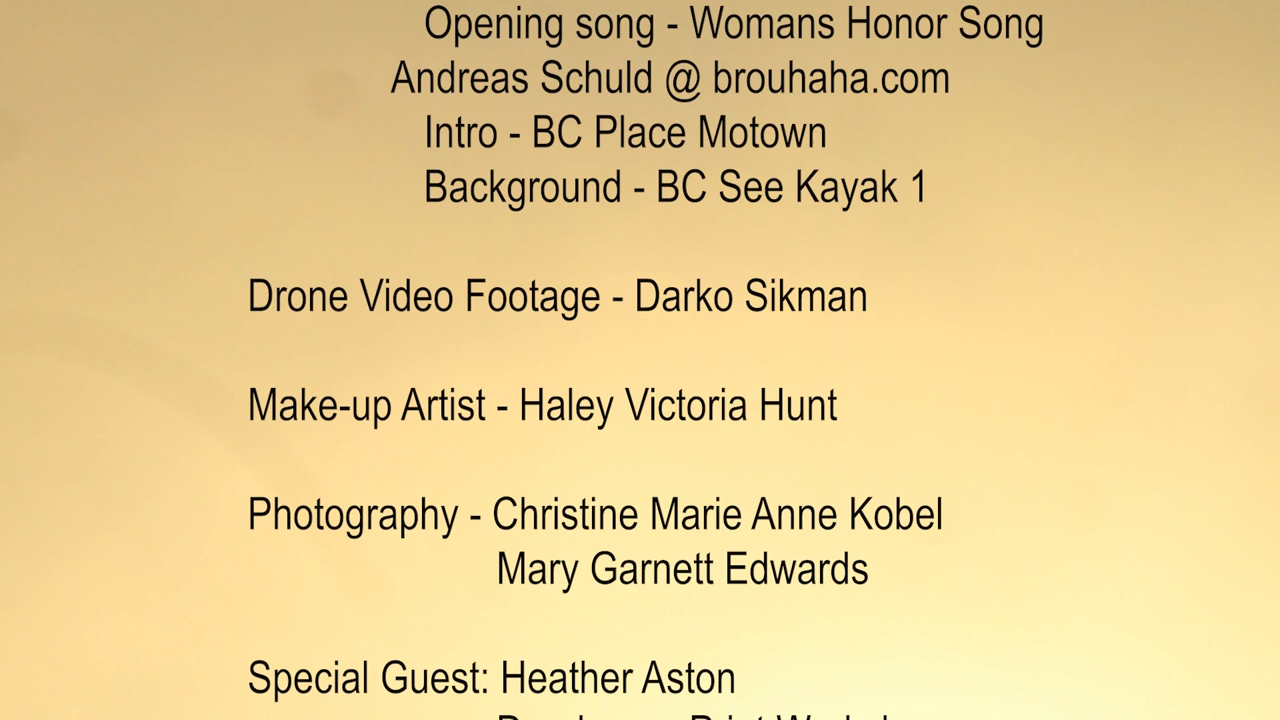 Opening song - Womans Honor Song
Andreas Schuld @ brouhaha.com
Intro - BC Place Motown
Background - BC See Kayak 1
Drone Video Footage - Darko Sikman
Make-up Artist - Haley Victoria Hunt
Photography - Christine Marie Anne Kobel
Mary Garnett Edwards
Special Guest: Heather Aston